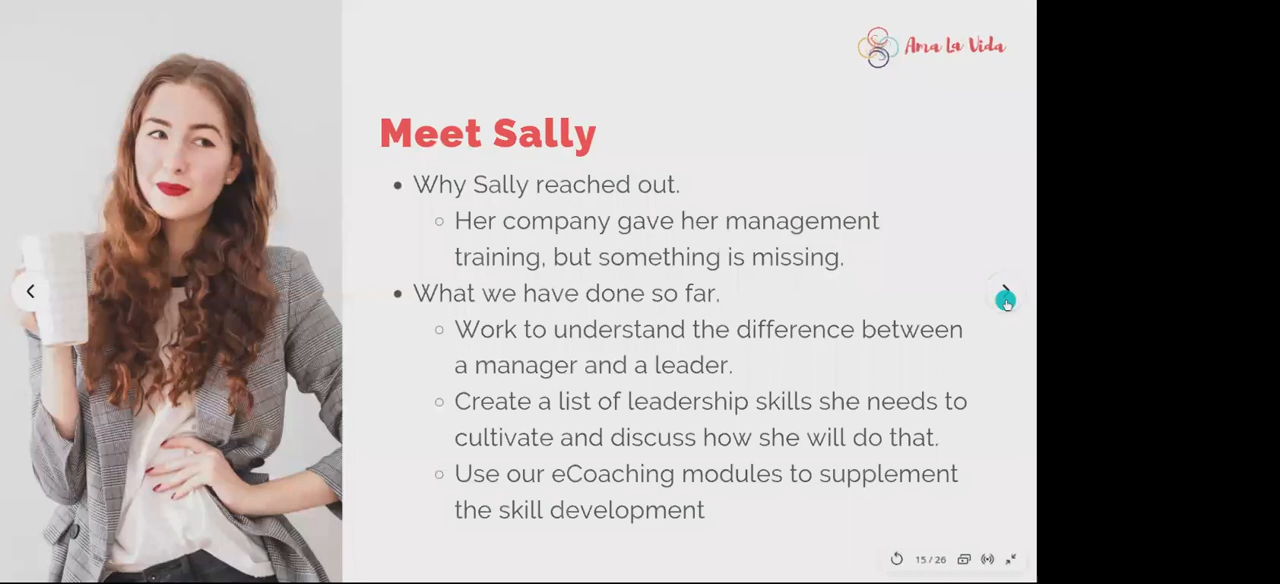 Ama La Vida
Meet Sally
Why Sally reached out.
Her company gave her management
training, but something is missing.
What we have done so far.
Work to understand the difference between
a manager and a leader.
Create a list of leadership skills she needs to
cultivate and discuss how she will do that.
Use our eCoaching modules to supplement
the skill development
15 / 26